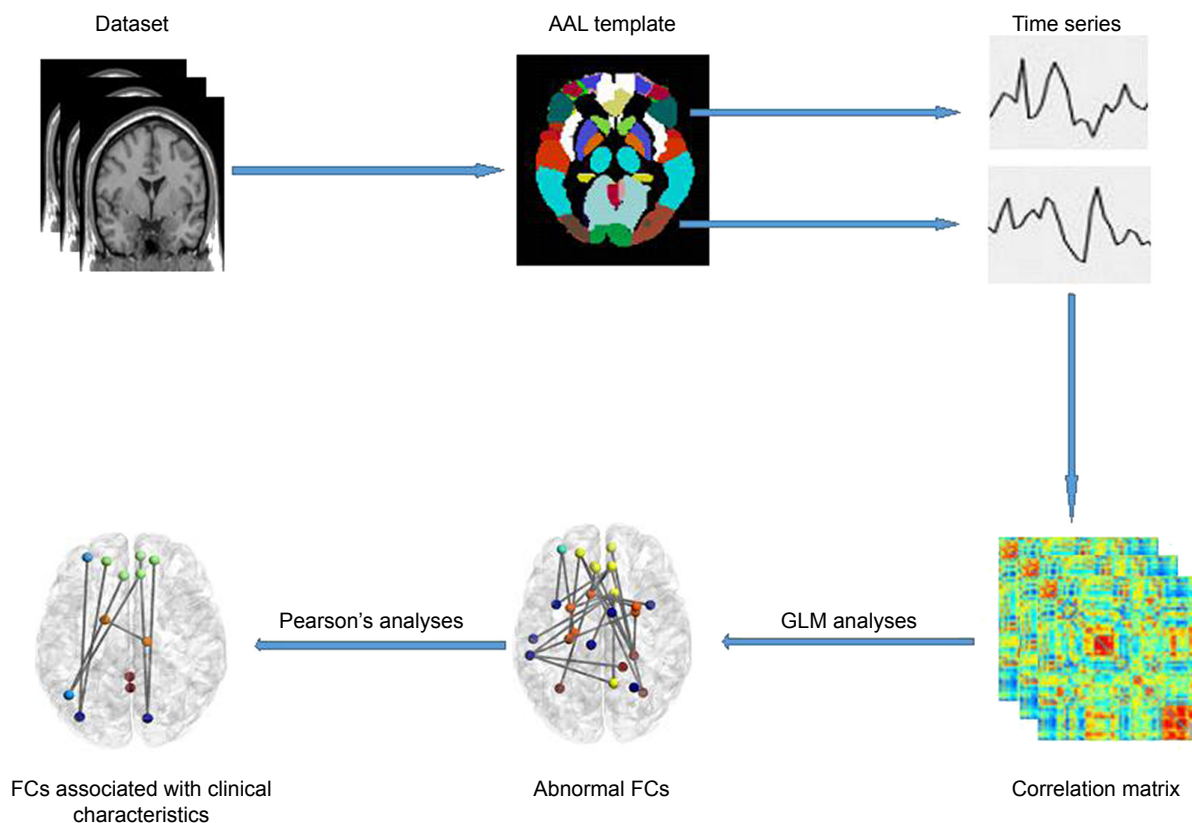 Dataset
AAL template
Time series
Pearson’s analyses
GLM analyses
FCs associated with clinical
characteristics
Abnormal FCs
Correlation matrix